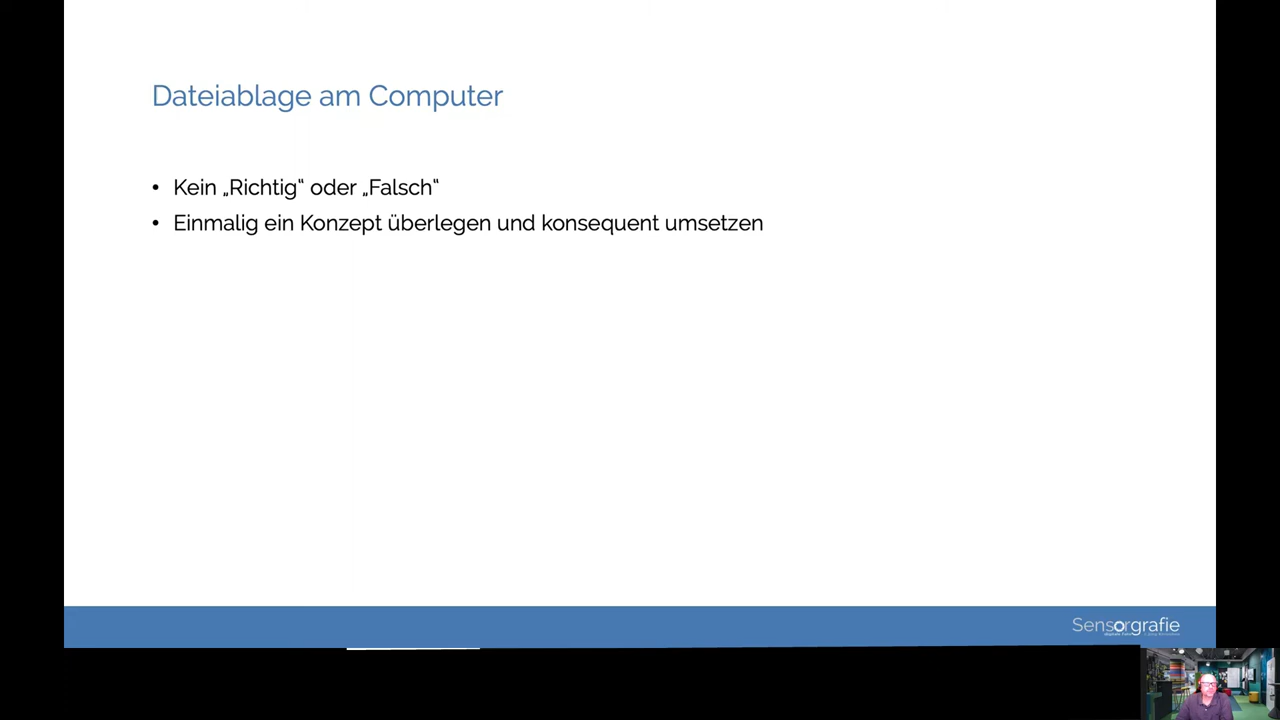 Dateiablage am Computer
• Kein „Richtig“ oder „Falsch“
• Einmalig ein Konzept überlegen und konsequent umsetzen
Sensorgrafie